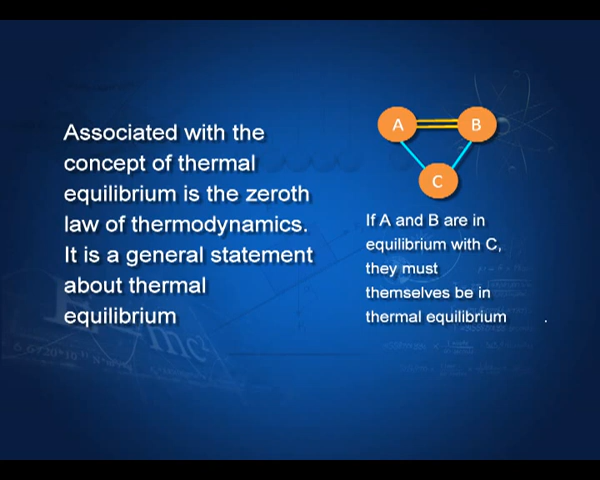 Associated with the
concept of thermal
equilibrium is the zeroth
law of thermodynamics.
It is a general statement
about thermal
equilibrium
A
B
C
If A and B are in
equilibrium with C,
they must
themselves be in
thermal equilibrium .
mc²